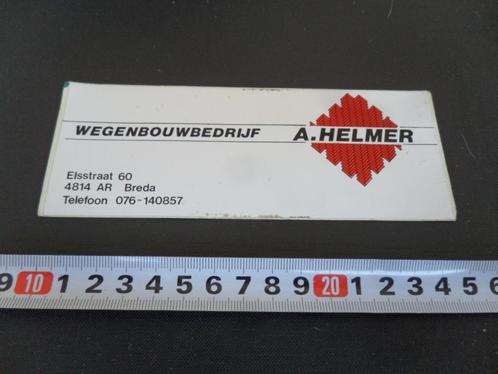 WEGENBOUWBEDRIJF A.HELMER
Elsstraat 60
4814 AR Breda
Telefoon 076-140857
9 10 1 2 3 4 5 6 7 8 9 20 1 2 3 4 5 6